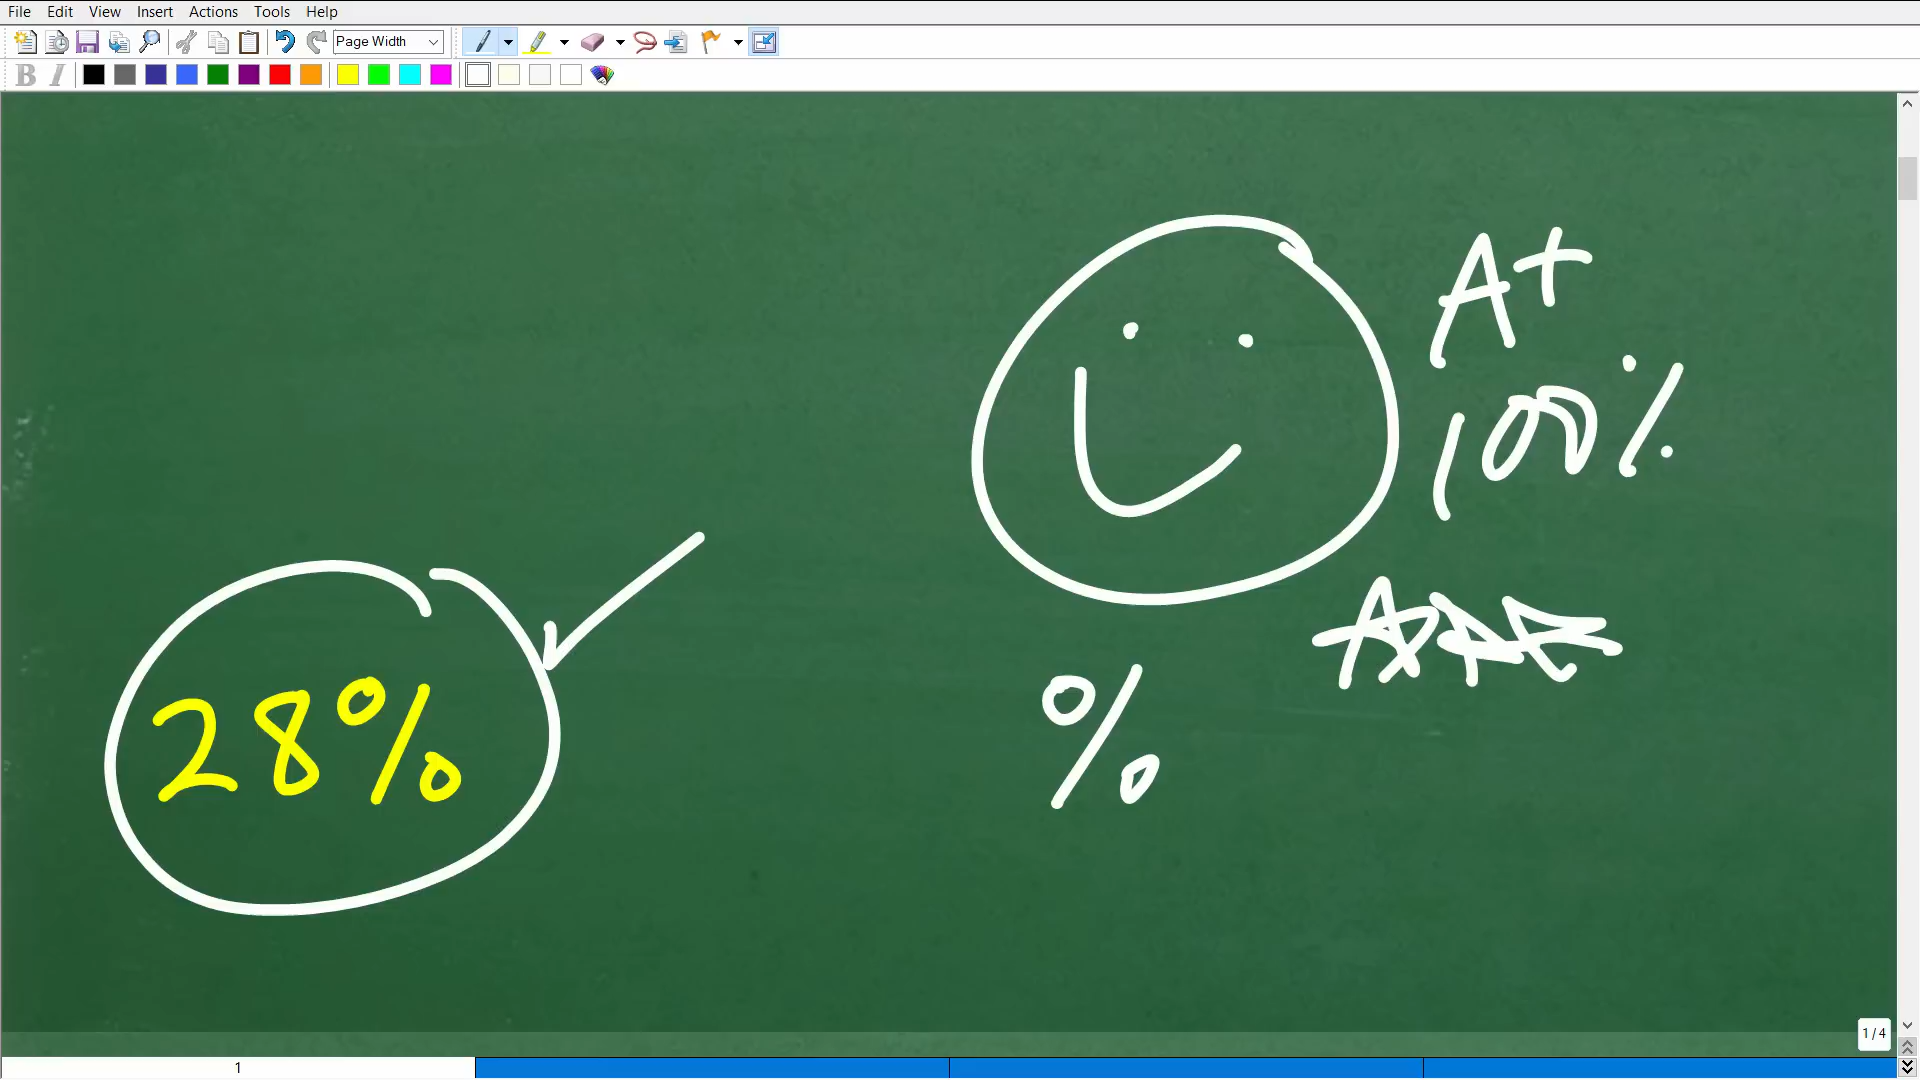 File Edit View Insert Actions Tools Help
Page Width
B I
A+
100%
28%
%
1 / 4
1